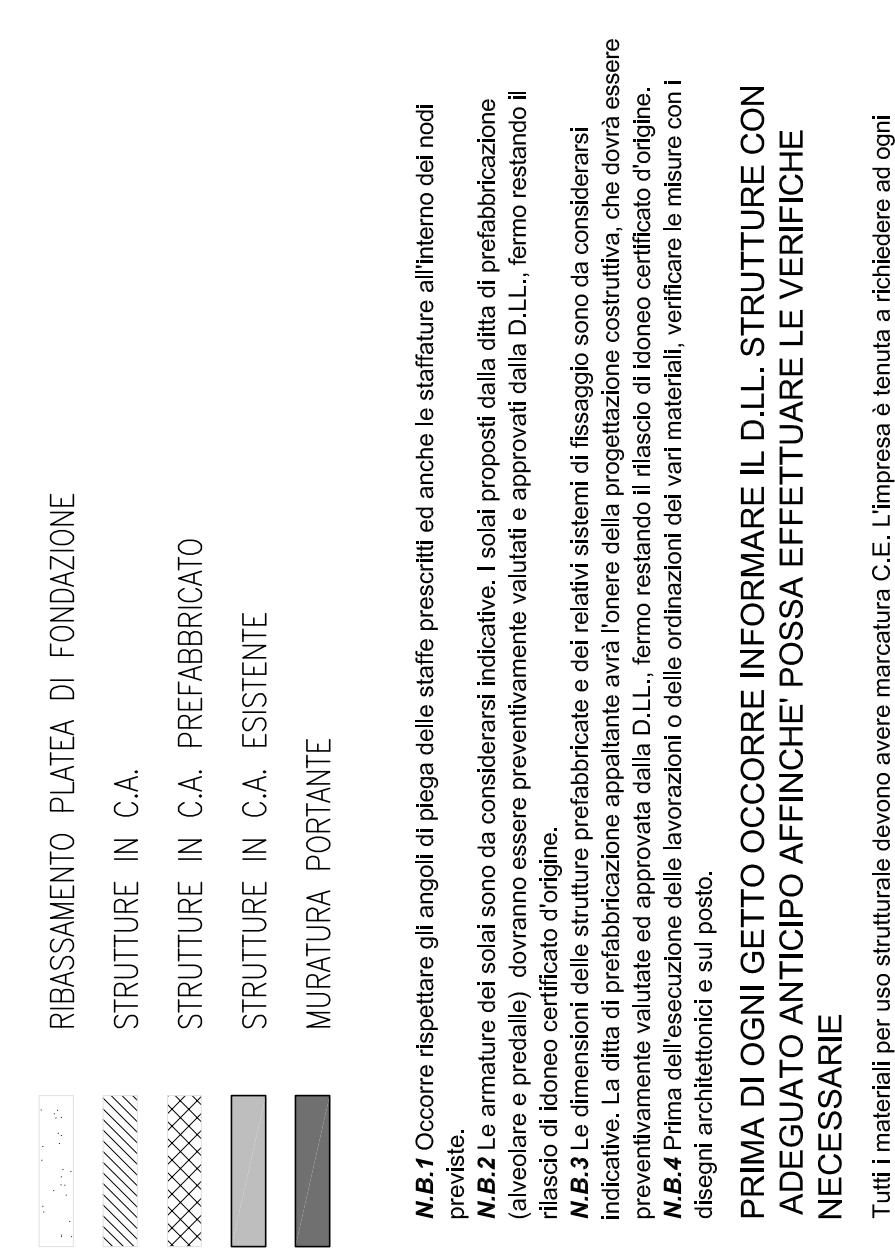 RIBASSAMENTO PLATEA DI FONDAZIONE
STRUTTURE IN C.A.
STRUTTURE IN C.A. PREFABBRICATO
STRUTTURE IN C.A. ESISTENTE
MURATURA PORTANTE
N.B.1 Occorre rispettare gli angoli di piega delle staffe prescritti ed anche le staffature all'interno dei nodi
previste.
N.B.2 Le armature dei solai sono da considerarsi indicative. I solai proposti dalla ditta di prefabbricazione
(alveolare e predalle) dovranno essere preventivamente valutati e approvati dalla D.LL., fermo restando il
rilascio di idoneo certificato d'origine.
N.B.3 Le dimensioni delle strutture prefabbricate e dei relativi sistemi di fissaggio sono da considerarsi
indicative. La ditta di prefabbricazione appaltante avrà l'onere della progettazione costruttiva, che dovrà essere
preventivamente valutate ed approvata dalla D.LL., fermo restando il rilascio di idoneo certificato d'origine.
N.B.4 Prima dell'esecuzione delle lavorazioni o delle ordinazioni dei vari materiali, verificare le misure con i
disegni architettonici e sul posto.
PRIMA DI OGNI GETTO OCCORRE INFORMARE IL D.LL. STRUTTURE CON
ADEGUATO ANTICIPO AFFINCHE' POSSA EFFETTUARE LE VERIFICHE
NECESSARIE
Tutti i materiali per uso strutturale devono avere marcatura C.E. L'impresa è tenuta a richiedere ad ogni